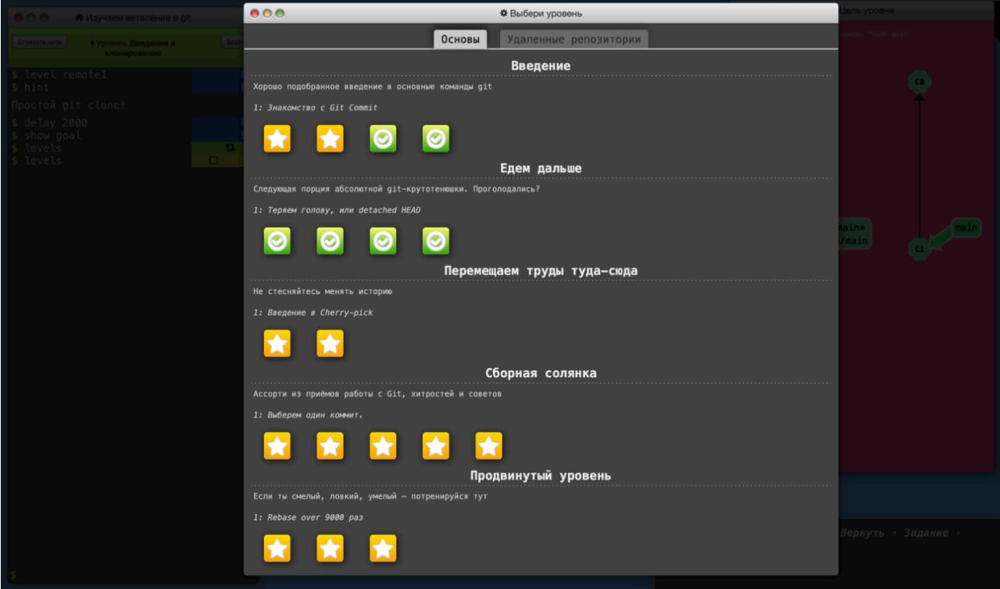 Изучаем ветвление в git
Выбери уровень
Цель уровня
Уровень Введение в
клонирование
Основы
Удаленные репозитории
$ level remote1
$ hint
Простой git clone!
$ delay 2000
$ show goal
$ levels
$ levels
$
Введение
Хорошо подобранное введение в основные команды git
1: Знакомство с Git Commit
Едем дальше
Следующая порция абсолютной git-крутотенюшки. Проголодались?
1: Теряем голову, или detached HEAD
Перемещаем труды туда-сюда
Не стесняйтесь менять историю
1: Введение в Cherry-pick
Сборная солянка
Ассорти из приёмов работы с Git, хитростей и советов
1: Выберем один коммит.
Продвинутый уровень
Если ты смелый, ловкий, умелый — потренируйся тут
1: Rebase over 9000 раз
C0
main*
/main
main
C1
Вернуть · Задание ·